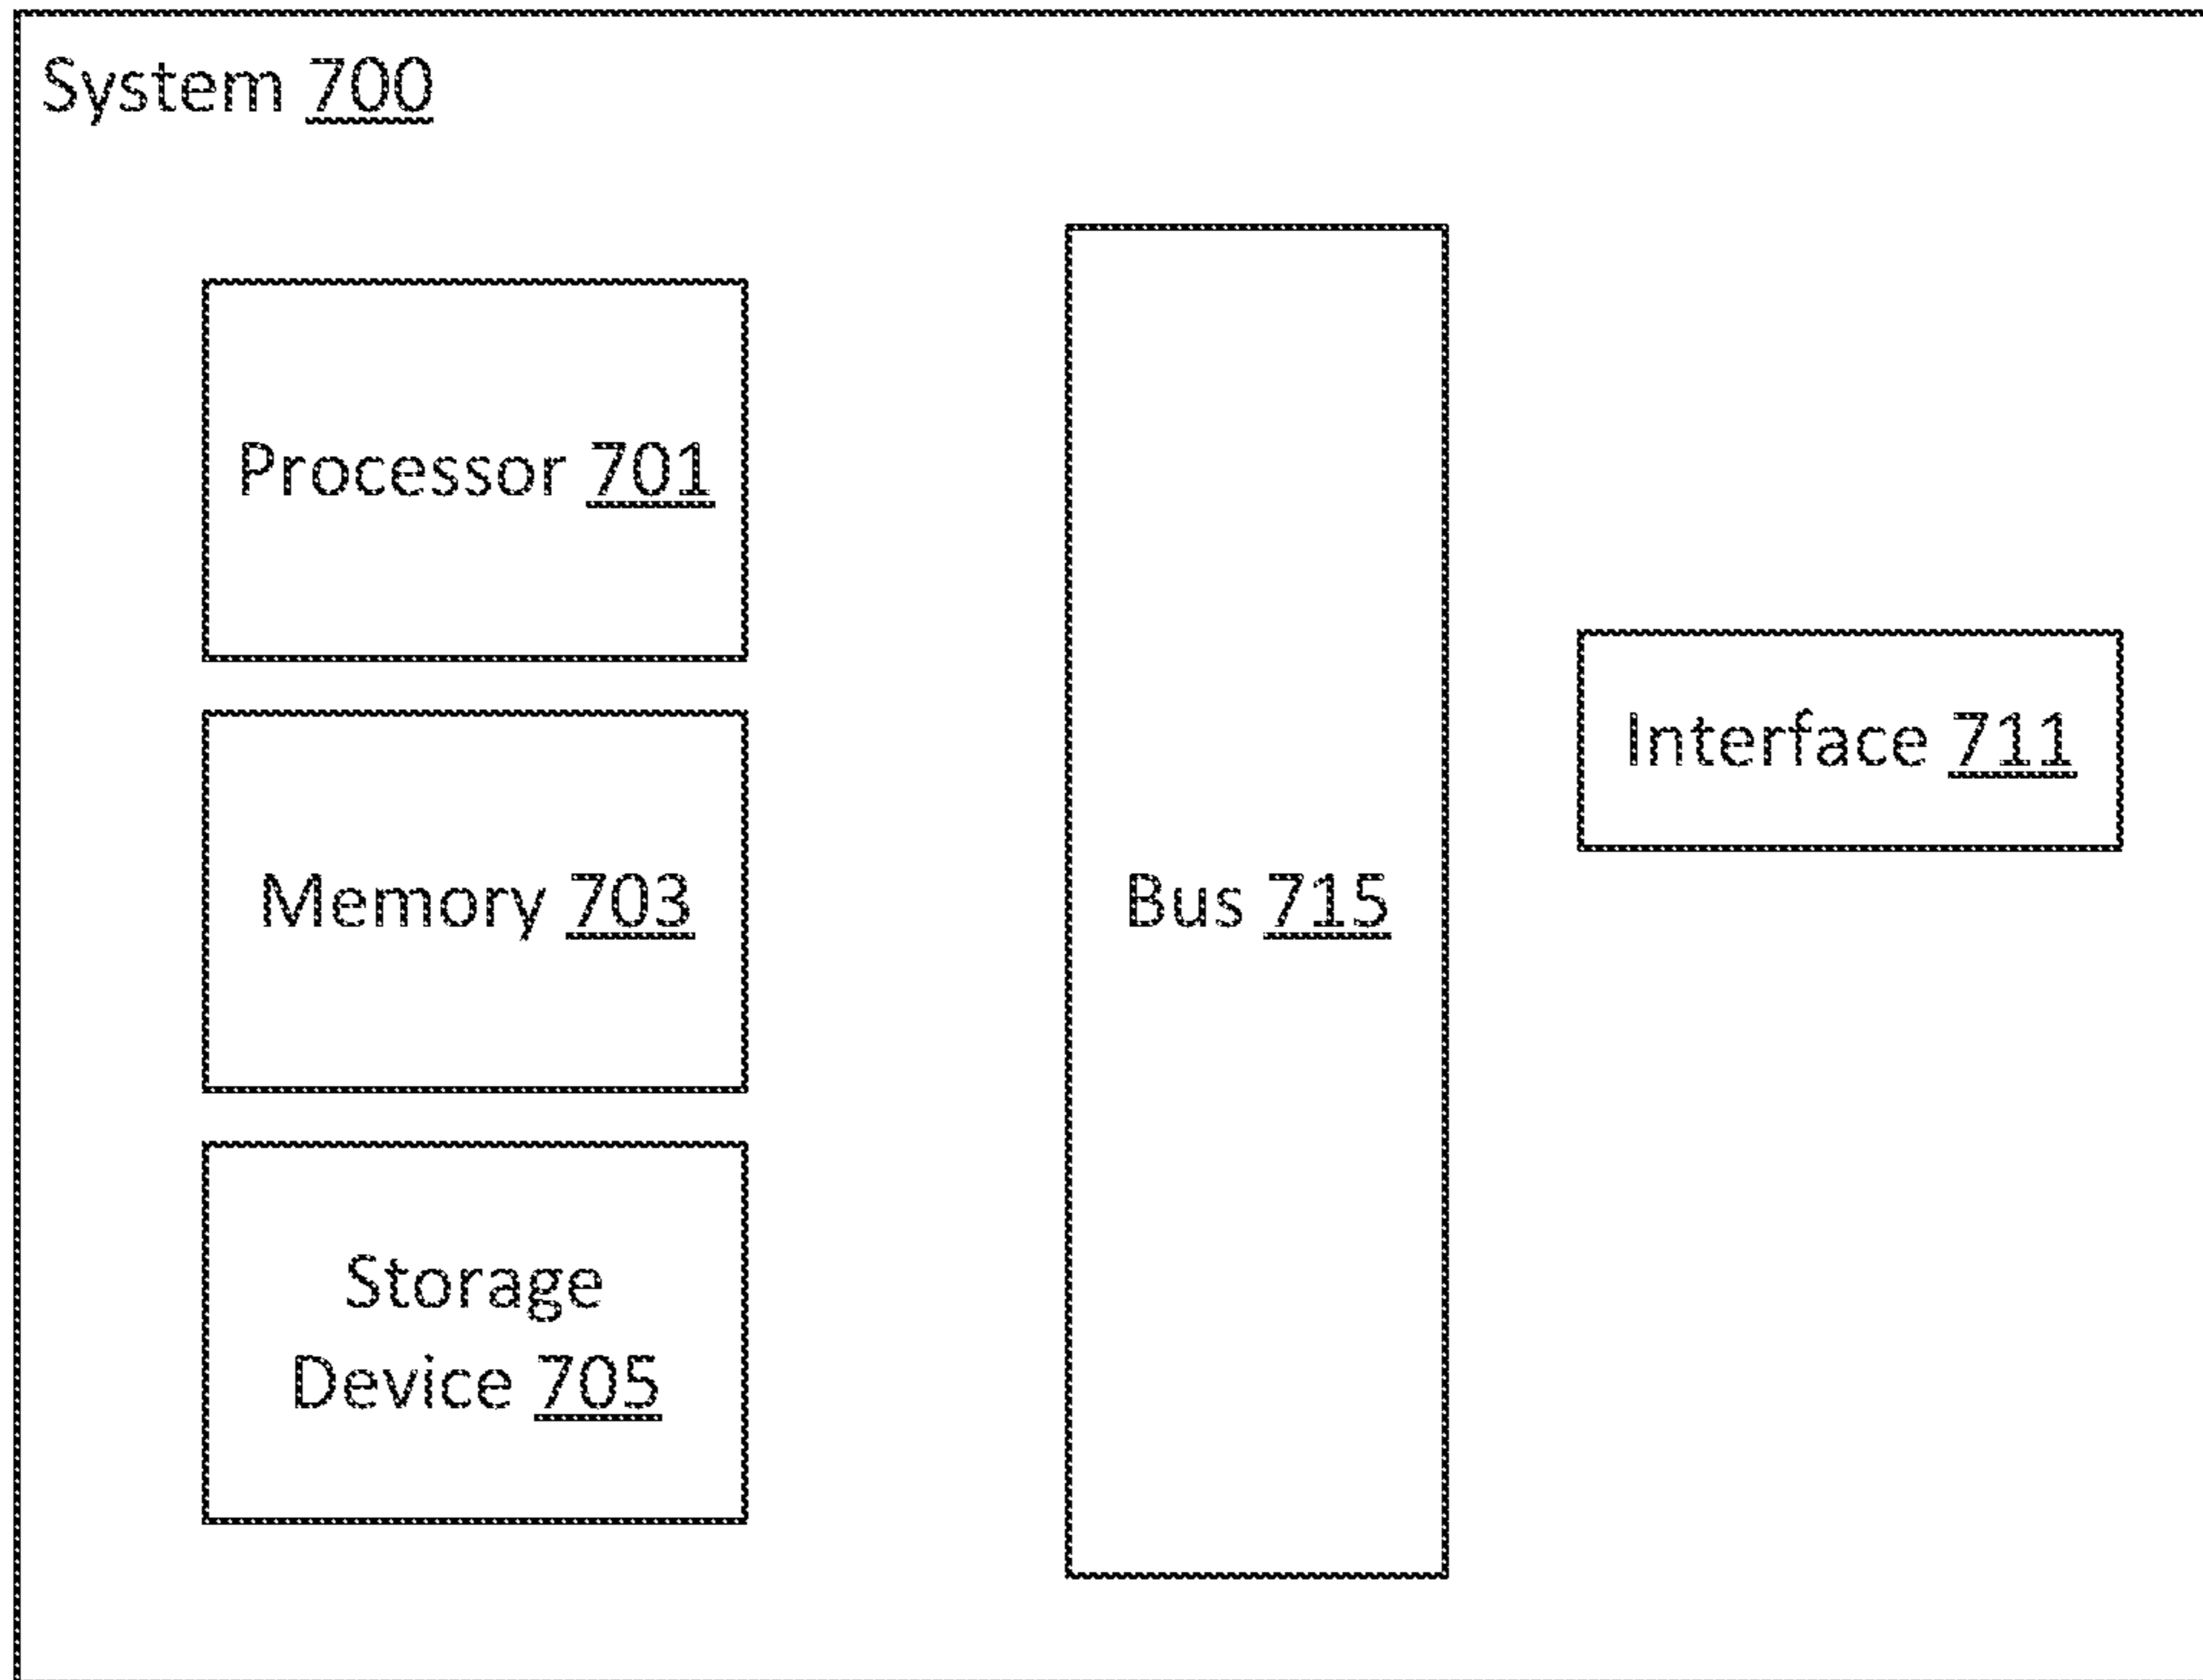 System 700
Processor 701
Memory 703
Storage
Device 705
Bus 715
Interface 711